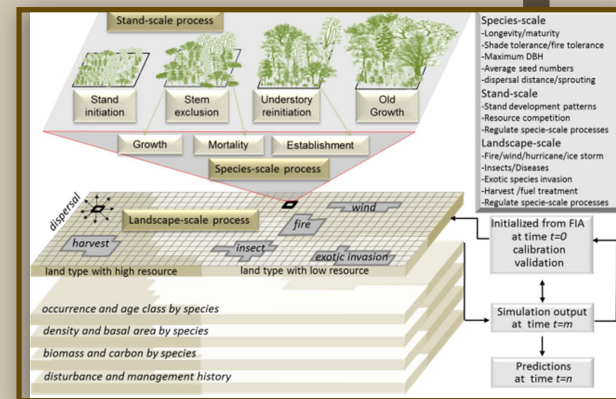 Stand-scale process
Stand
initiation
Stem
exclusion
Understory
reinitiation
Old
Growth
Growth
Mortality
Establishment
Species-scale process
dispersal
Landscape-scale process
wind
fire
harvest
insect
exotic invasion
land type with high resource
land type with low resource
occurrence and age class by species
density and basal area by species
biomass and carbon by species
disturbance and management history
Species-scale
-Longevity/maturity
-Shade tolerance/fire tolerance
-Maximum DBH
-Average seed numbers
-dispersal distance/sprouting
Stand-scale
-Stand development patterns
-Resource competition
-Regulate specie-scale processes
Landscape-scale
-Fire/wind/hurricane/ice storm
-Insects/Diseases
-Exotic species invasion
-Harvest /fuel treatment
-Regulate specie-scale processes
Initialized from FIA
at time t=0
calibration
validation
Simulation output
at time t=m
Predictions
at time t=n